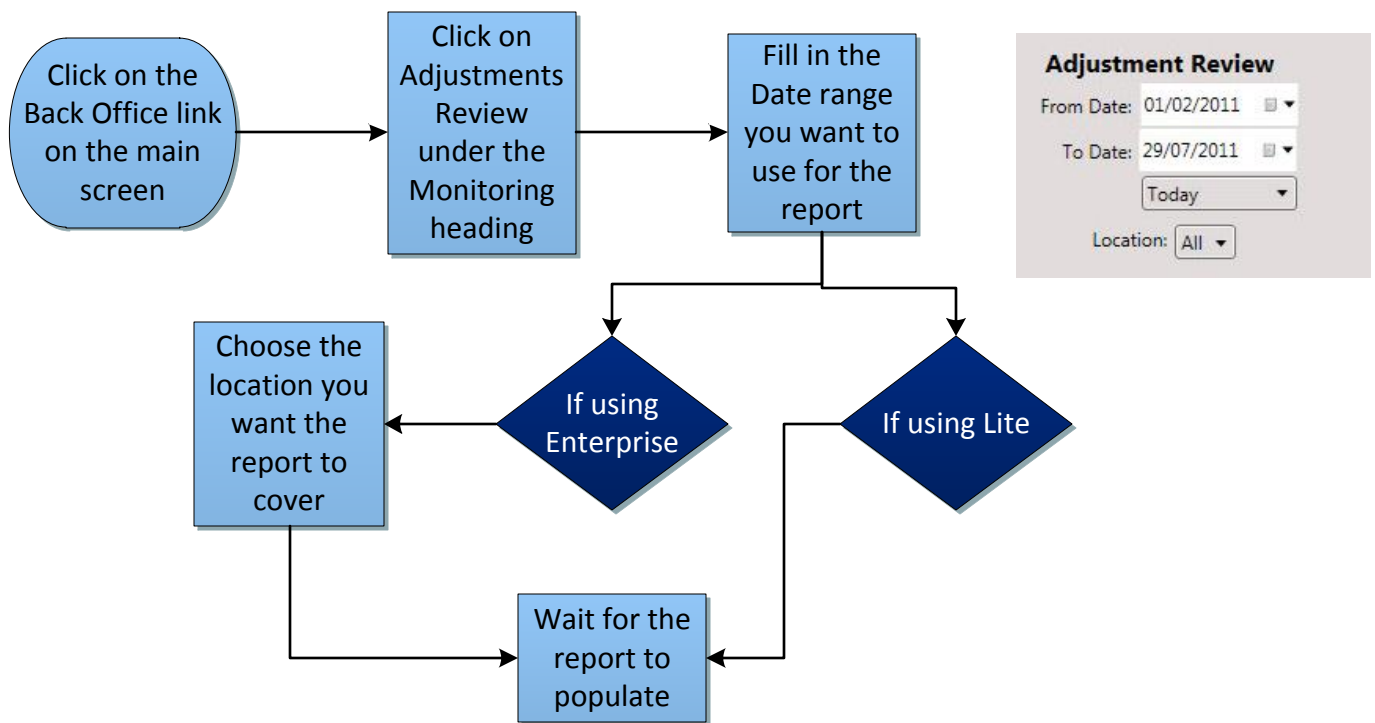 Click on the
Back Office link
on the main
screen
Click on
Adjustments
Review
under the
Monitoring
heading
Fill in the
Date range
you want to
use for the
report
Adjustment Review
From Date: 01/02/2011
To Date: 29/07/2011
Today
Location: All
Choose the
location you
want the
report to
cover
If using
Enterprise
If using Lite
Wait for the
report to
populate